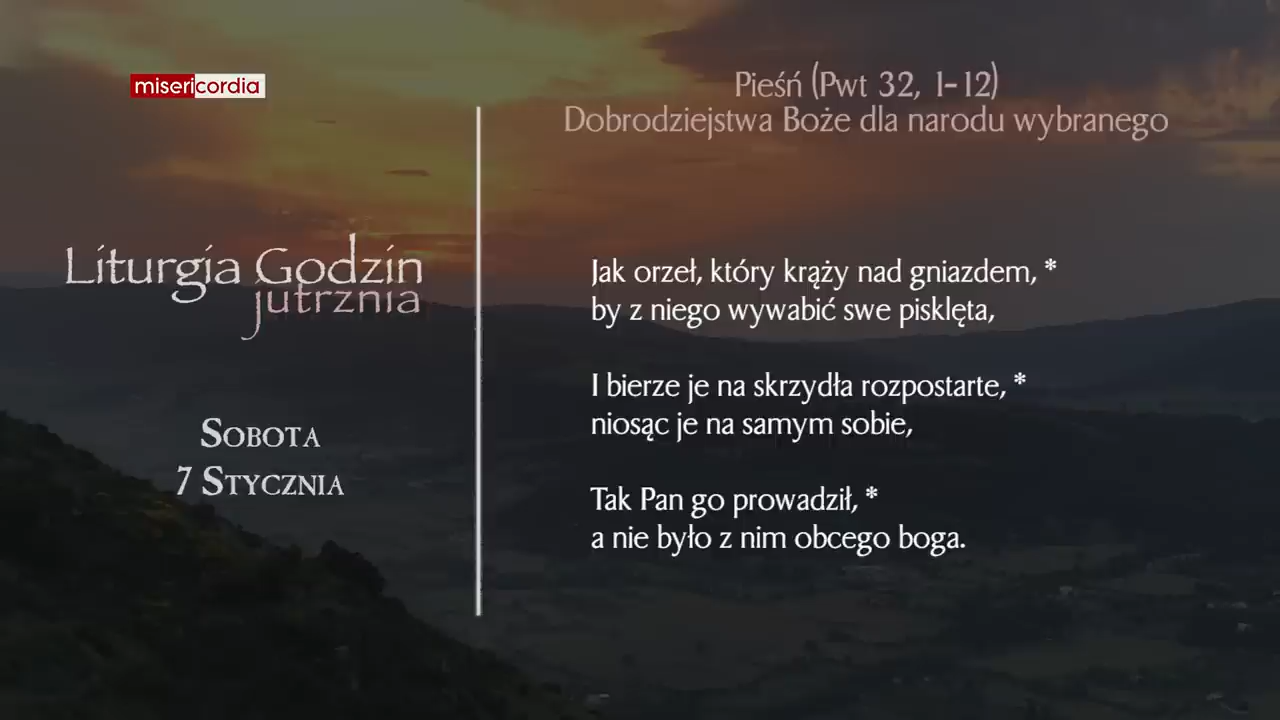 misericordia
Liturgia Godzin
jutrznia
Sobota
7 Stycznia
Pieśń (Pwt 32, 1-12)
Dobrodziejstwa Boże dla narodu wybranego
Jak orzeł, który krąży nad gniazdem, *
by z niego wywabić swe pisklęta,
I bierze je na skrzydła rozpostarte, *
niosąc je na samym sobie,
Tak Pan go prowadził, *
a nie było z nim obcego boga.